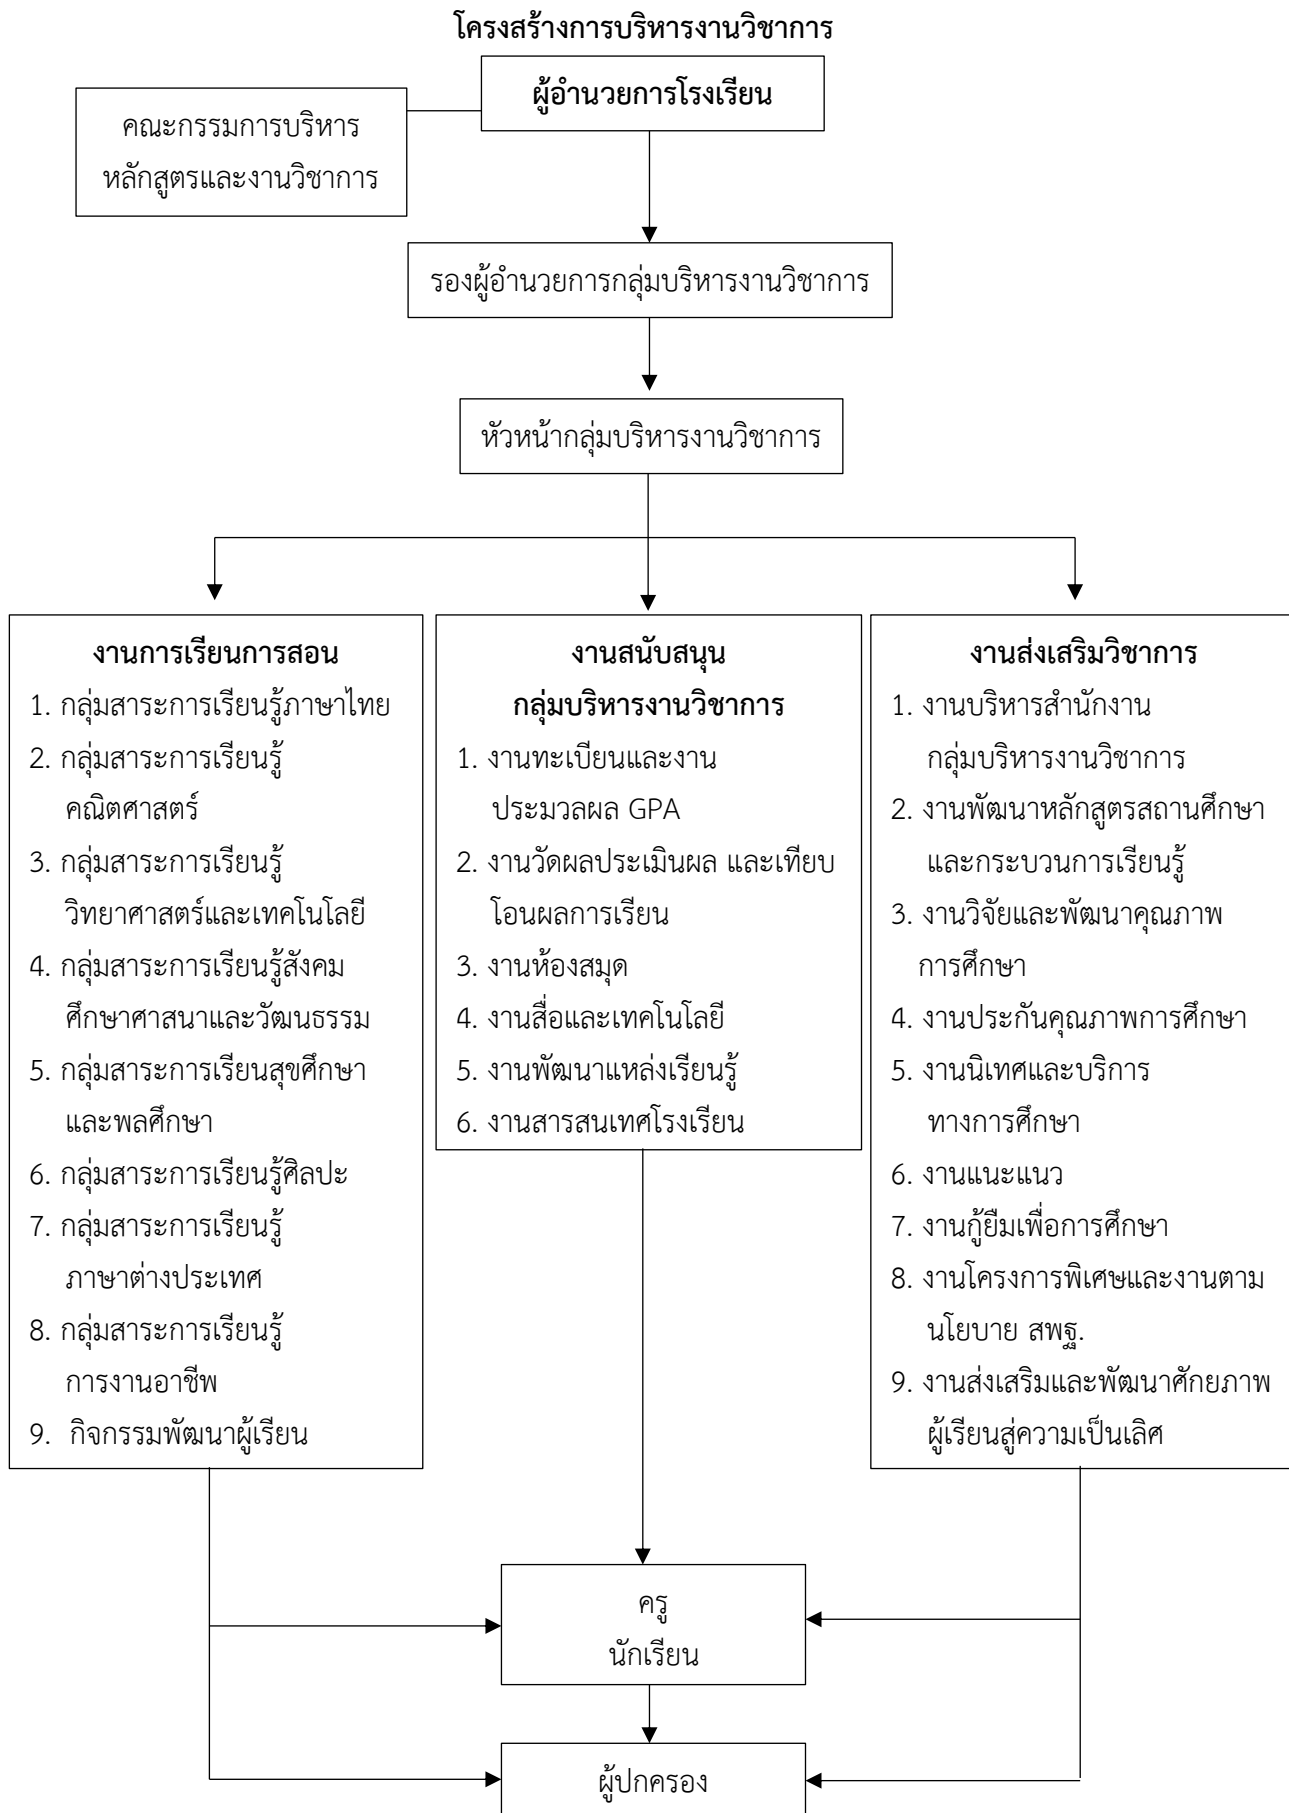 โครงสร้างการบริหารงานวิชาการ
ผู้อำนวยการโรงเรียน
คณะกรรมการบริหาร
หลักสูตรและงานวิชาการ
รองผู้อำนวยการกลุ่มบริหารงานวิชาการ
หัวหน้ากลุ่มบริหารงานวิชาการ
งานการเรียนการสอน
1. กลุ่มสาระการเรียนรู้ภาษาไทย
2. กลุ่มสาระการเรียนรู้
คณิตศาสตร์
3. กลุ่มสาระการเรียนรู้
วิทยาศาสตร์และเทคโนโลยี
4. กลุ่มสาระการเรียนรู้สังคม
ศึกษาศาสนาและวัฒนธรรม
5. กลุ่มสาระการเรียนสุขศึกษา
และพลศึกษา
6. กลุ่มสาระการเรียนรู้ศิลปะ
7. กลุ่มสาระการเรียนรู้
ภาษาต่างประเทศ
8. กลุ่มสาระการเรียนรู้
การงานอาชีพ
9. กิจกรรมพัฒนาผู้เรียน
งานสนับสนุน
กลุ่มบริหารงานวิชาการ
1. งานทะเบียนและงาน
ประมวลผล GPA
2. งานวัดผลประเมินผล และเทียบ
โอนผลการเรียน
3. งานห้องสมุด
4. งานสื่อและเทคโนโลยี
5. งานพัฒนาแหล่งเรียนรู้
6. งานสารสนเทศโรงเรียน
งานส่งเสริมวิชาการ
1. งานบริหารสำนักงาน
กลุ่มบริหารงานวิชาการ
2. งานพัฒนาหลักสูตรสถานศึกษา
และกระบวนการเรียนรู้
3. งานวิจัยและพัฒนาคุณภาพ
การศึกษา
4. งานประกันคุณภาพการศึกษา
5. งานนิเทศและบริการ
ทางการศึกษา
6. งานแนะแนว
7. งานกู้ยืมเพื่อการศึกษา
8. งานโครงการพิเศษและงานตาม
นโยบาย สพฐ.
9. งานส่งเสริมและพัฒนาศักยภาพ
ผู้เรียนสู่ความเป็นเลิศ
ครู
นักเรียน
ผู้ปกครอง